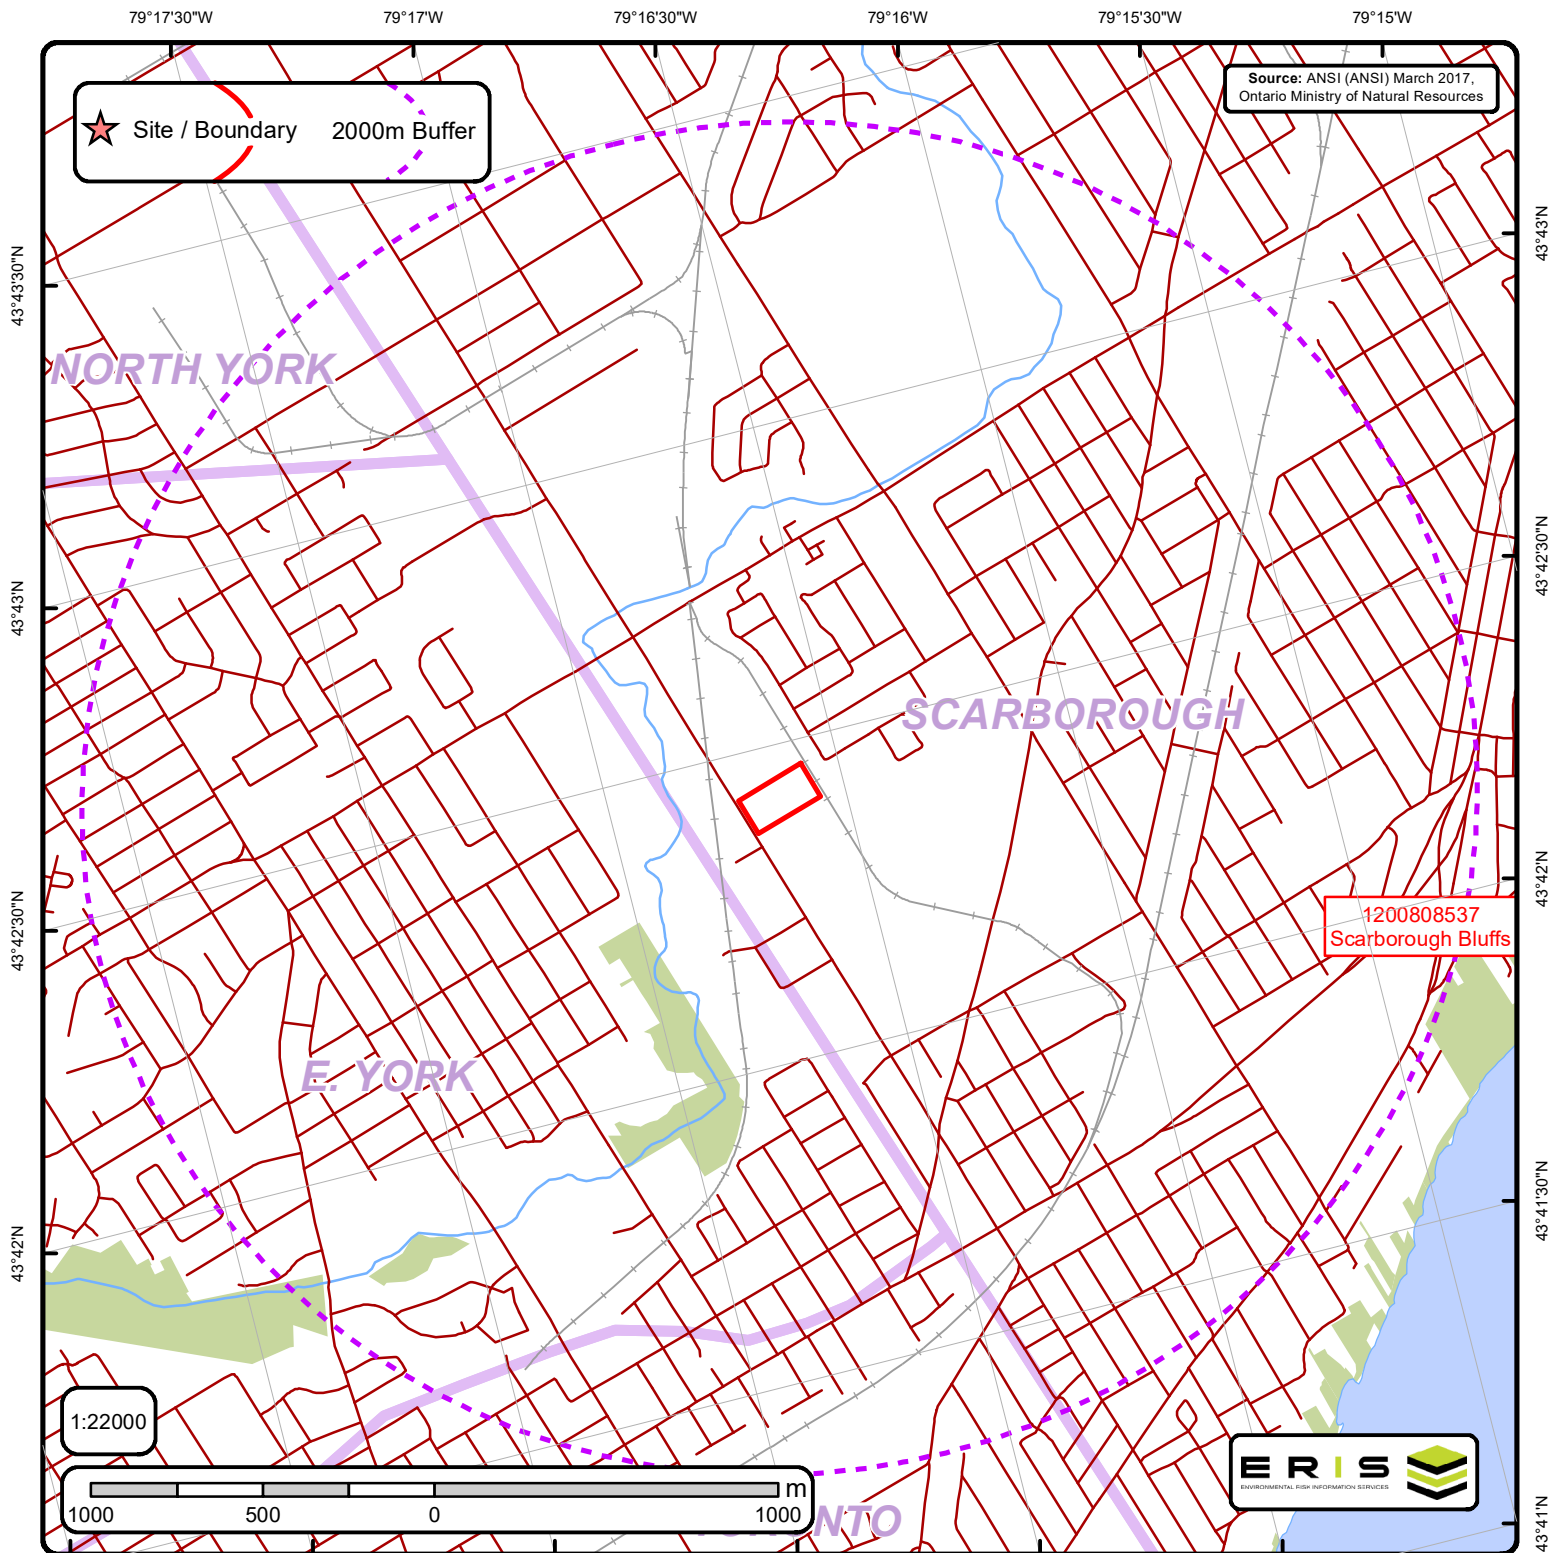 79°17'30"W
79°17'W
79°16'30"W
79°16'W
79°15'30"W
79°15'W
Site / Boundary
2000m Buffer
Source: ANSI (ANSI) March 2017,
Ontario Ministry of Natural Resources
43°43'30"N
43°43'N
43°42'30"N
43°42'N
43°43'N
43°42'30"N
43°42'N
43°41'30"N
43°41'N
NORTH YORK
SCARBOROUGH
1200808537
Scarborough Bluffs
E. YORK
1:22000
1000 500 0 1000
m
ERIS
ENVIRONMENTAL RISK INFORMATION SERVICES